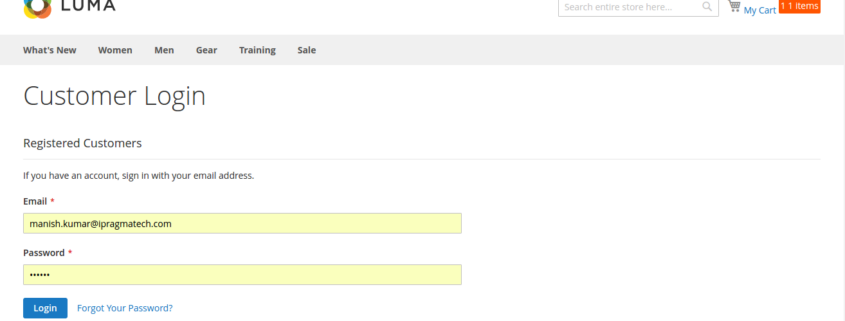 LUMA
Search entire store here...
My Cart 1 1 items
What's New Women Men Gear Training Sale
Customer Login
Registered Customers
If you have an account, sign in with your email address.
Email *
manish.kumar@ipragmatech.com
Password *
••••••
Login Forgot Your Password?